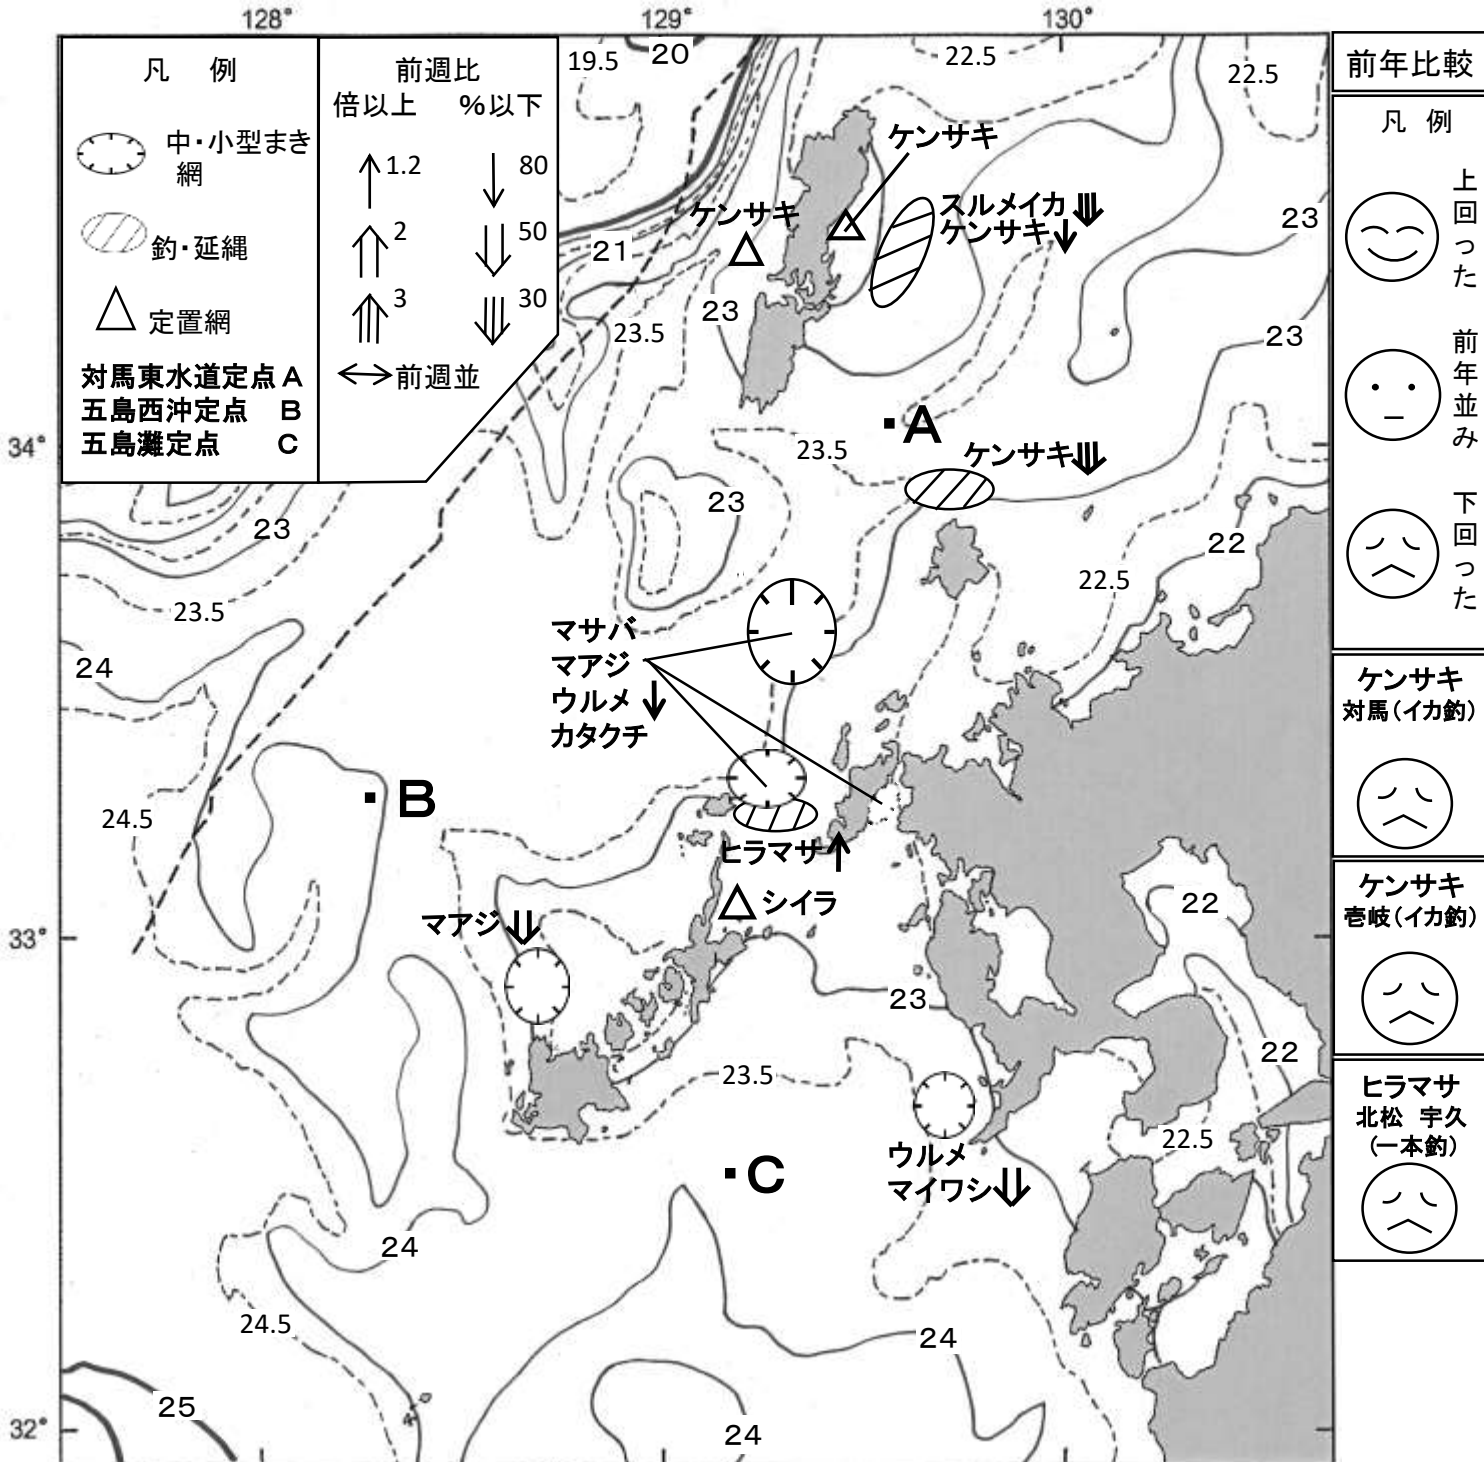 128°
129°
130°
34°
33°
32°
凡 例
中・小型まき
網
釣・延縄
定置網
対馬東水道定点 A
五島西沖定点 B
五島灘定点 C
前週比
倍以上 %以下
1.2 80
2 50
3 30
前週並
19.5
20
22.5
22.5
ケンサキ
ケンサキ
スルメイカ
ケンサキ
23
21
23
23.5
23
A
23.5
ケンサキ
23
23
22
22.5
23.5
24
マサバ
マアジ
ウルメ
カタクチ
B
24.5
ヒラマサ
シイラ
マアジ
22
23
22
23.5
22.5
ウルメ
マイワシ
C
24
24.5
24
25
24
前年比較
凡 例
上回った
前年並み
下回った
ケンサキ
対馬(イカ釣)
ケンサキ
壱岐(イカ釣)
ヒラマサ
北松 宇久
(一本釣)